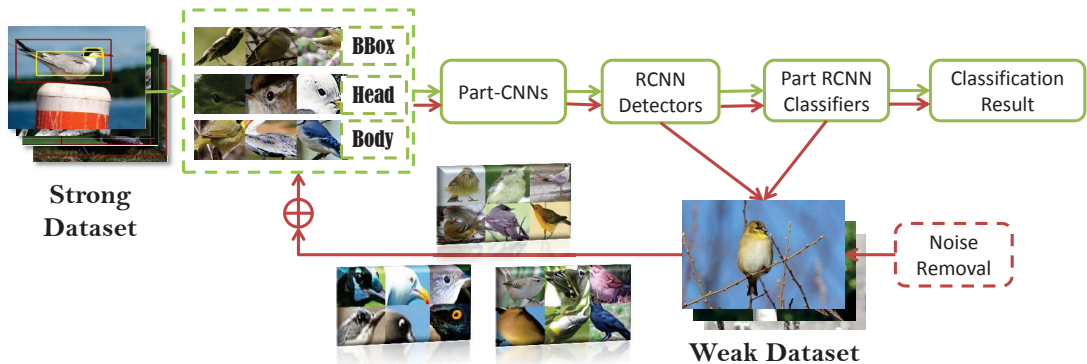 BBox
Head
Body
Part-CNNs
RCNN
Detectors
Part RCNN
Classifiers
Classification
Result
Strong
Dataset
Noise
Removal
Weak Dataset